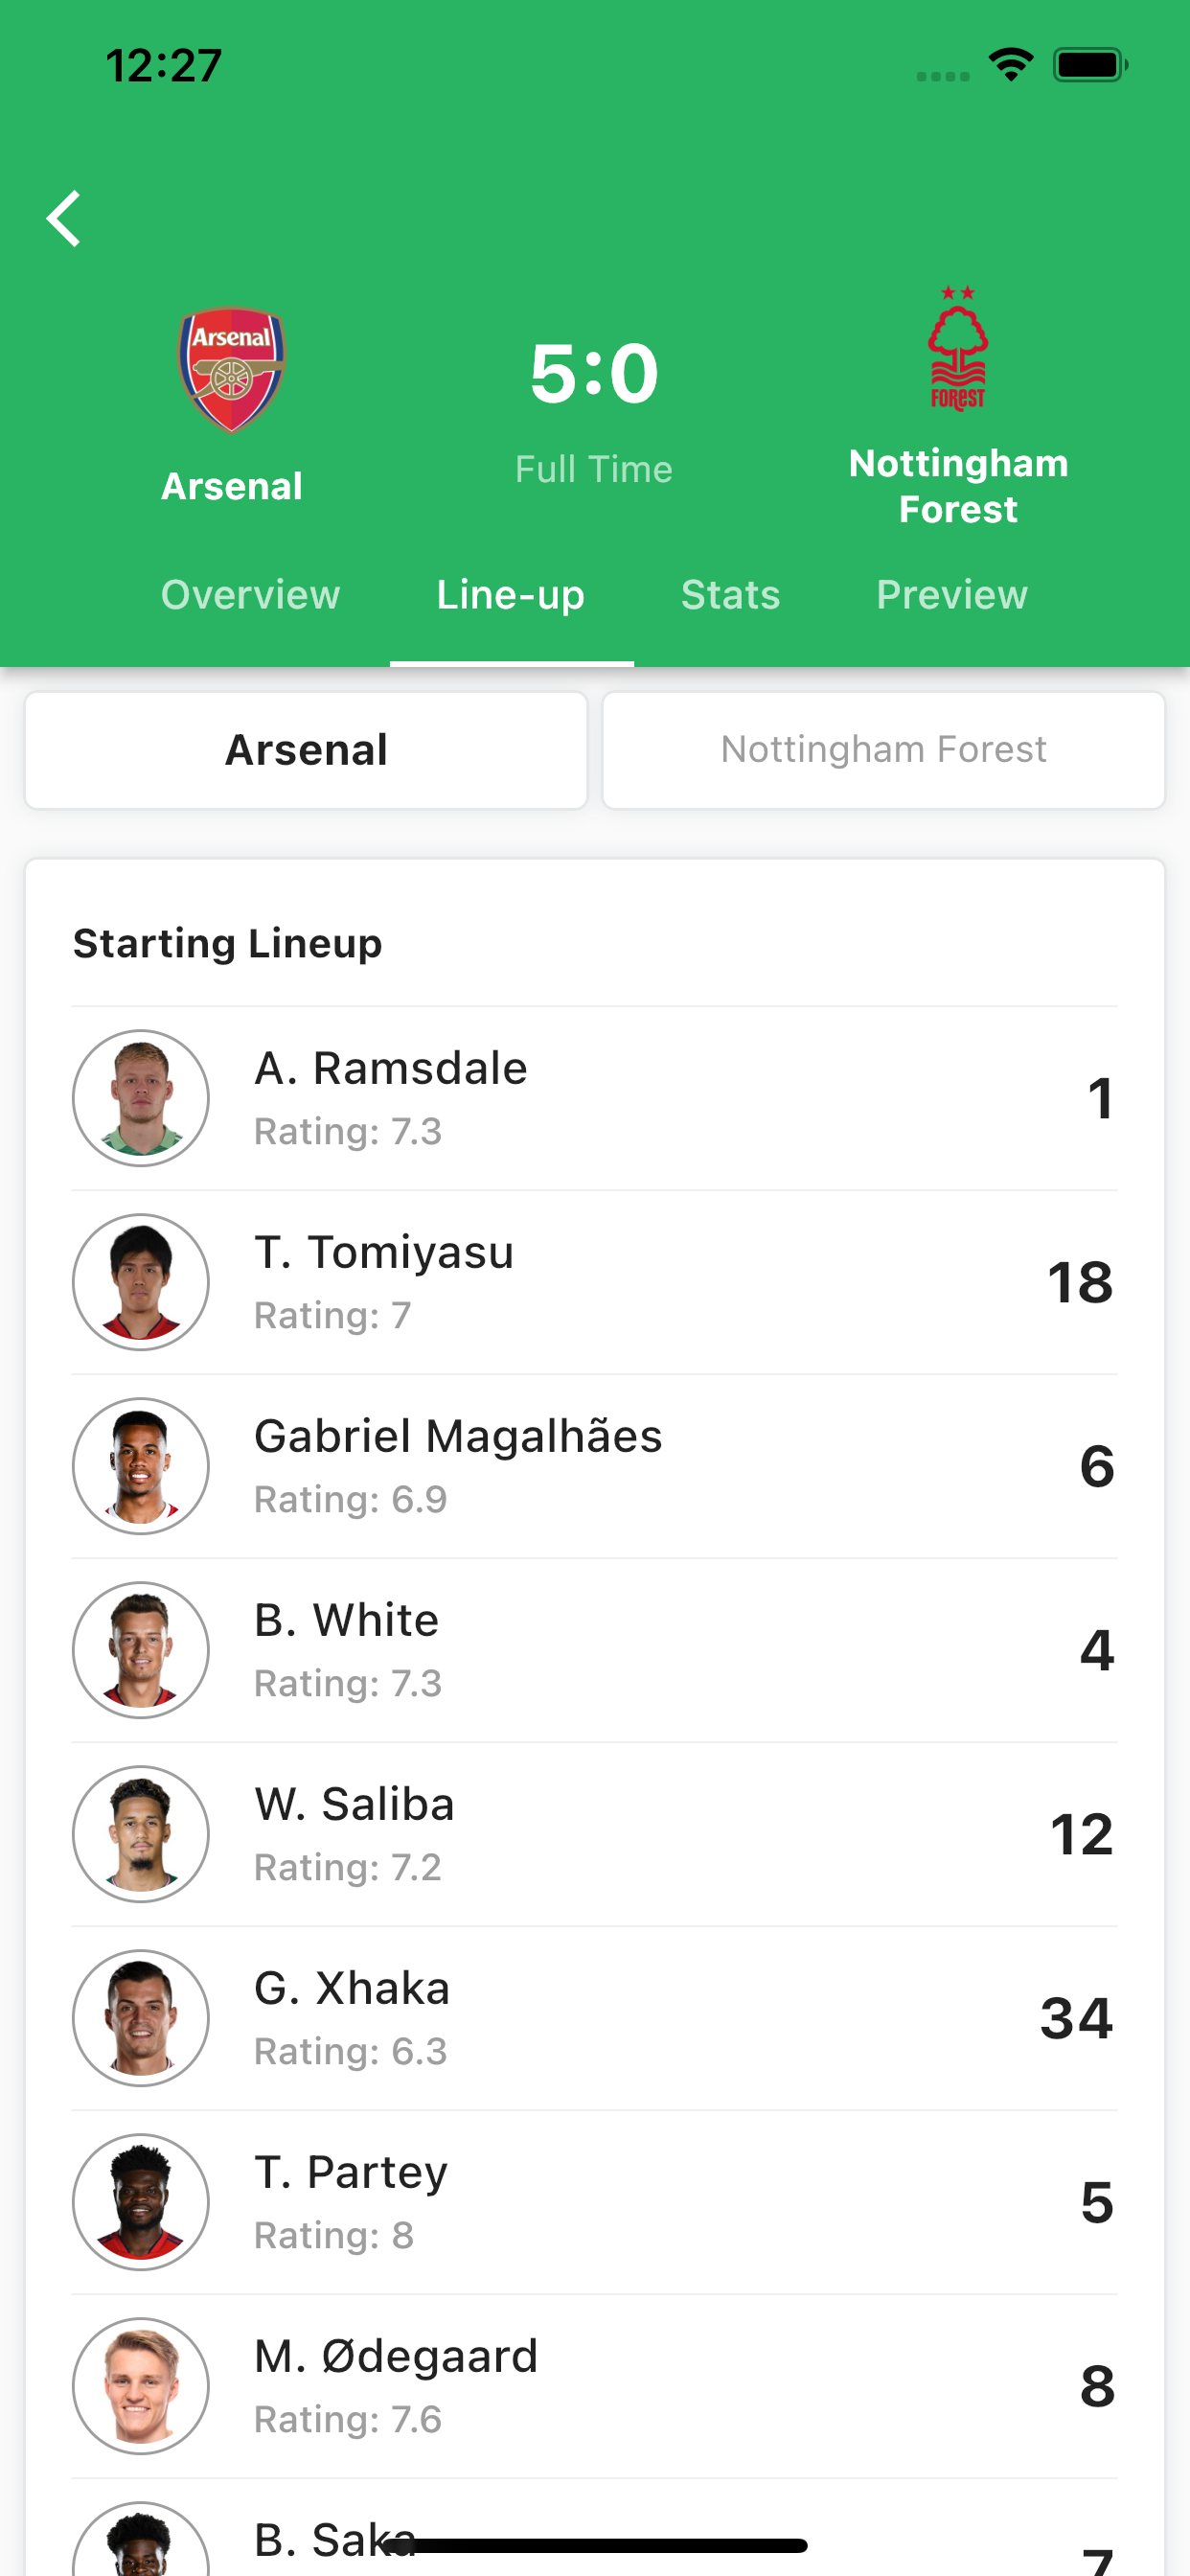 12:27
Arsenal
FOREST
5:0
Full Time
Arsenal
Nottingham
Forest
Overview Line-up Stats Preview
Arsenal Nottingham Forest
Starting Lineup
A. Ramsdale
Rating: 7.3
1
T. Tomiyasu
Rating: 7
18
Gabriel Magalhães
Rating: 6.9
6
B. White
Rating: 7.3
4
W. Saliba
Rating: 7.2
12
G. Xhaka
Rating: 6.3
34
T. Partey
Rating: 8
5
M. Ødegaard
Rating: 7.6
8
B. Saka
7